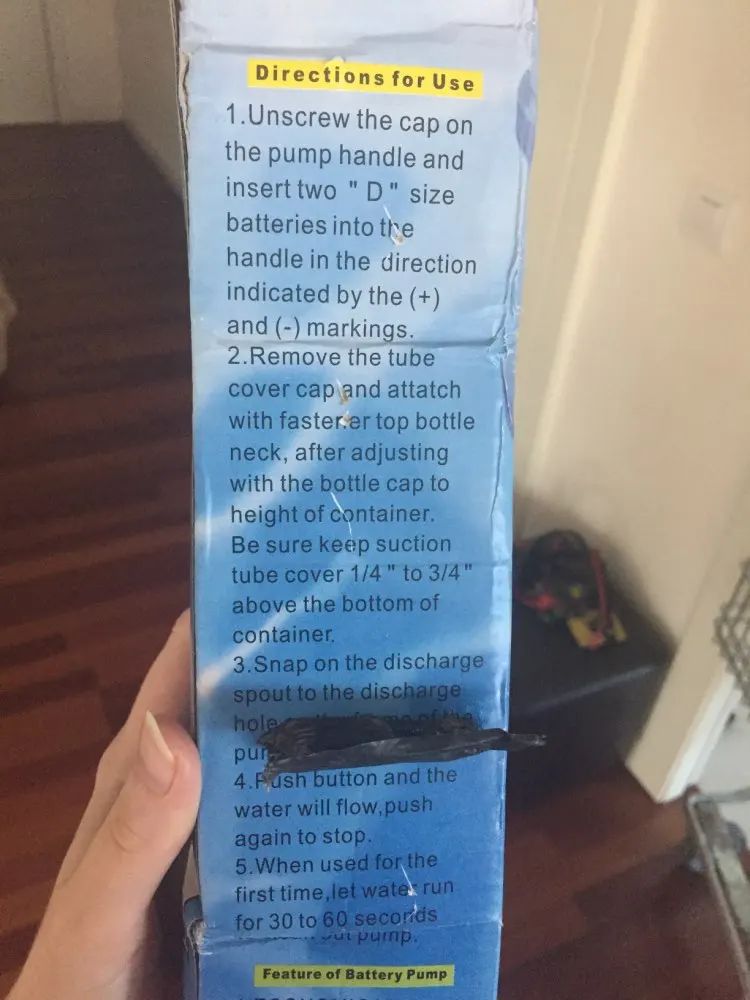 Directions for Use
1.Unscrew the cap on
the pump handle and
insert two " D " size
batteries into the
handle in the direction
indicated by the (+)
and (-) markings.
2.Remove the tube
cover cap and attatch
with fastener top bottle
neck, after adjusting
with the bottle cap to
height of container.
Be sure keep suction
tube cover 1/4 " to 3/4"
above the bottom of
container.
3.Snap on the discharge
spout to the discharge
hole of the
4.Push button and the
water will flow,push
again to stop.
5.When used for the
first time,let water run
for 30 to 60 seconds
out pump.
Feature of Battery Pump